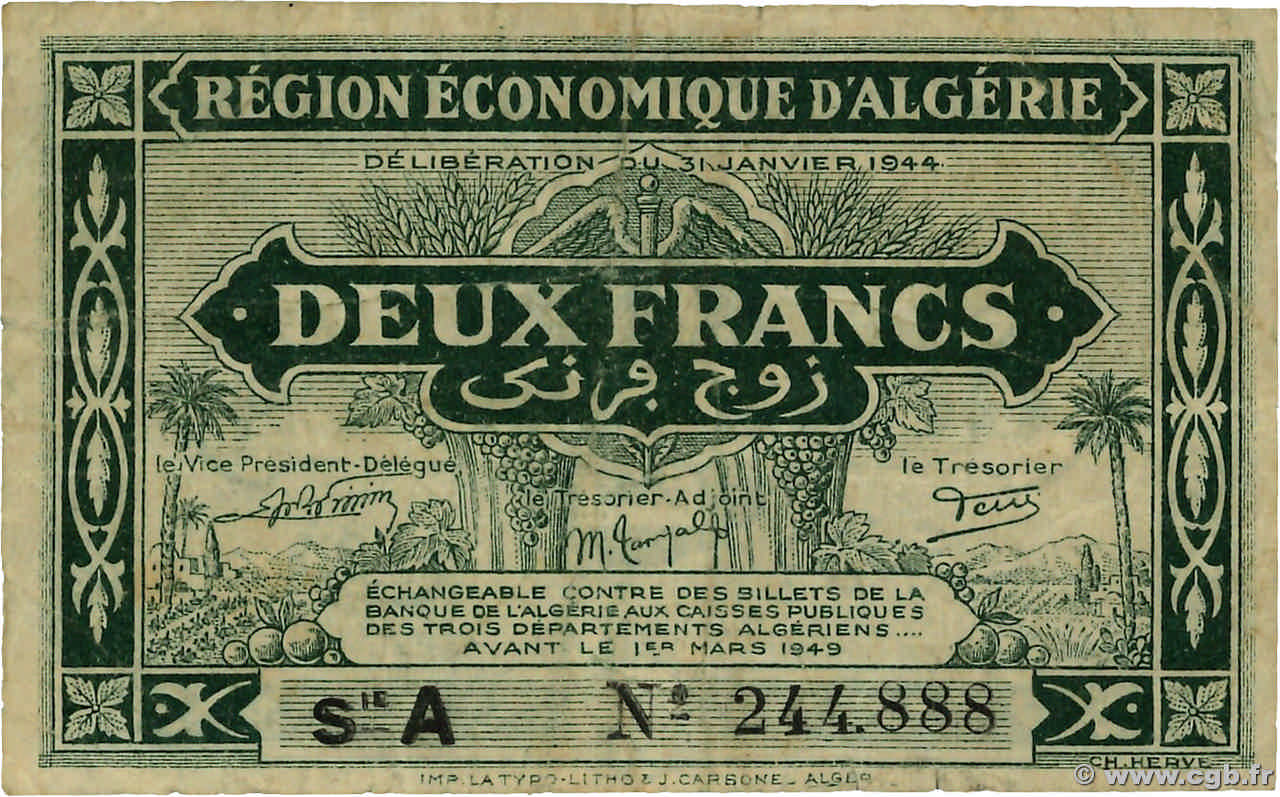 RÉGION ÉCONOMIQUE D'ALGÉRIE
DÉLIBÉRATION DU 31 JANVIER 1944
DEUX FRANCS
زوج فرنك
le Vice Président-Délégué
le Trésorier-Adjoint
le Trésorier
ÉCHANGEABLE CONTRE DES BILLETS DE LA
BANQUE DE L'ALGÉRIE AUX CAISSES PUBLIQUES
DES TROIS DÉPARTEMENTS ALGÉRIENS....
AVANT LE 1ER MARS 1949
SIE A No 244.888
CH. HERVÉ
IMP. LA TYPO-LITHO & J. CARBONEL ALGER
© www.cgb.fr